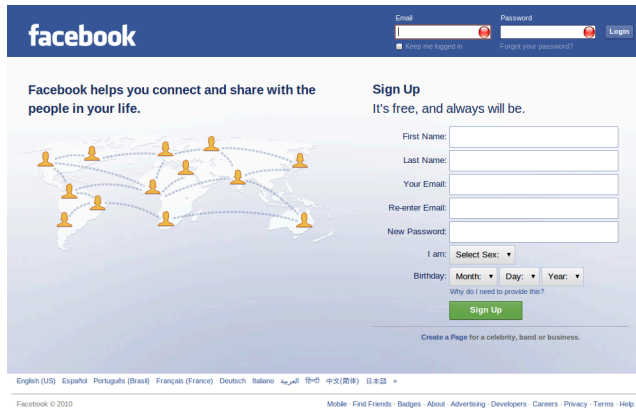 facebook
Email
Password
Login
Keep me logged in
Forgot your password?
Facebook helps you connect and share with the
people in your life.
Sign Up
It's free, and always will be.
First Name:
Last Name:
Your Email:
Re-enter Email:
New Password:
I am: Select Sex:
Birthday: Month: Day: Year:
Why do I need to provide this?
Sign Up
Create a Page for a celebrity, band or business.
English (US) Español Português (Brasil) Français (France) Deutsch Italiano العربية हिन्दी 中文(简体) 日本語 »
Facebook © 2010
Mobile · Find Friends · Badges · About · Advertising · Developers · Careers · Privacy · Terms · Help